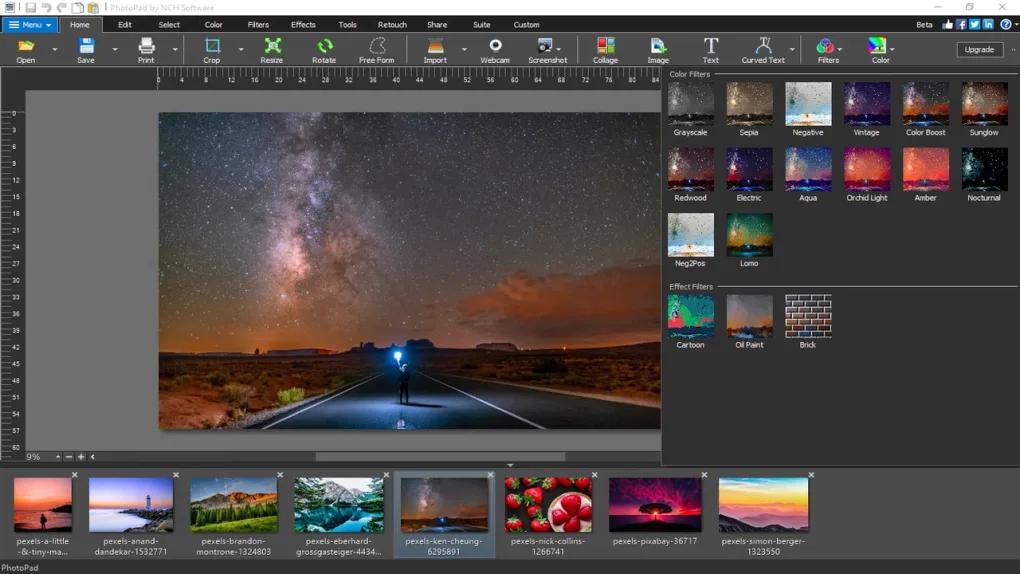 PhotoPad by NCH Software
Menu Home Edit Select Color Filters Effects Tools Retouch Share Suite Custom Beta
Open Save Print Crop Resize Rotate Free Form Import Webcam Screenshot Collage Image Text Curved Text Filters Color Upgrade
0 4 8 12 16 20 24 28 32 36 40 44 48 52 56 60 64 68 72 76 80 84
Color Filters
Grayscale Sepia Negative Vintage Color Boost Sunglow
Redwood Electric Aqua Orchid Light Amber Nocturnal
Neg2Pos Lomo
Effect Filters
Cartoon Oil Paint Brick
0
3
6
9
12
15
18
21
24
27
30
33
36
39
42
45
48
51
54
57
60
9%
pexels-a-little
-&-tiny-ma...
pexels-anand-
dandekar-1532771
pexels-brandon-
montrone-1324803
pexels-eberhard-
grossgasteiger-4434...
pexels-ken-cheung-
6295891
pexels-nick-collins-
1266741
pexels-pixabay-36717
pexels-simon-berger-
1323550
PhotoPad